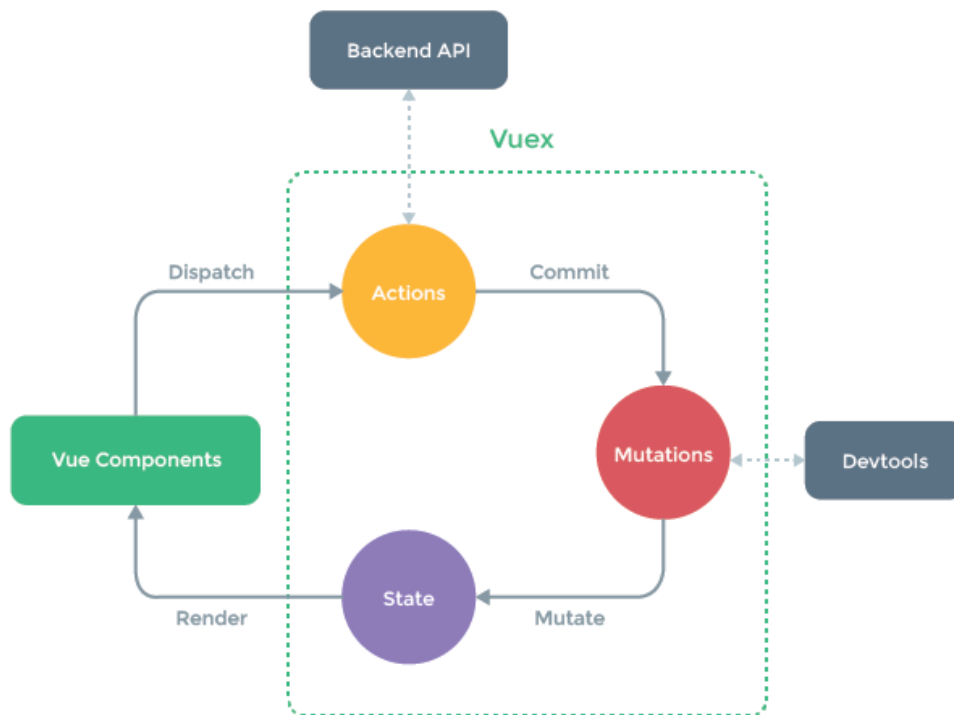 Backend API
Vuex
Dispatch
Actions
Commit
Vue Components
Mutations
Devtools
State
Render
Mutate